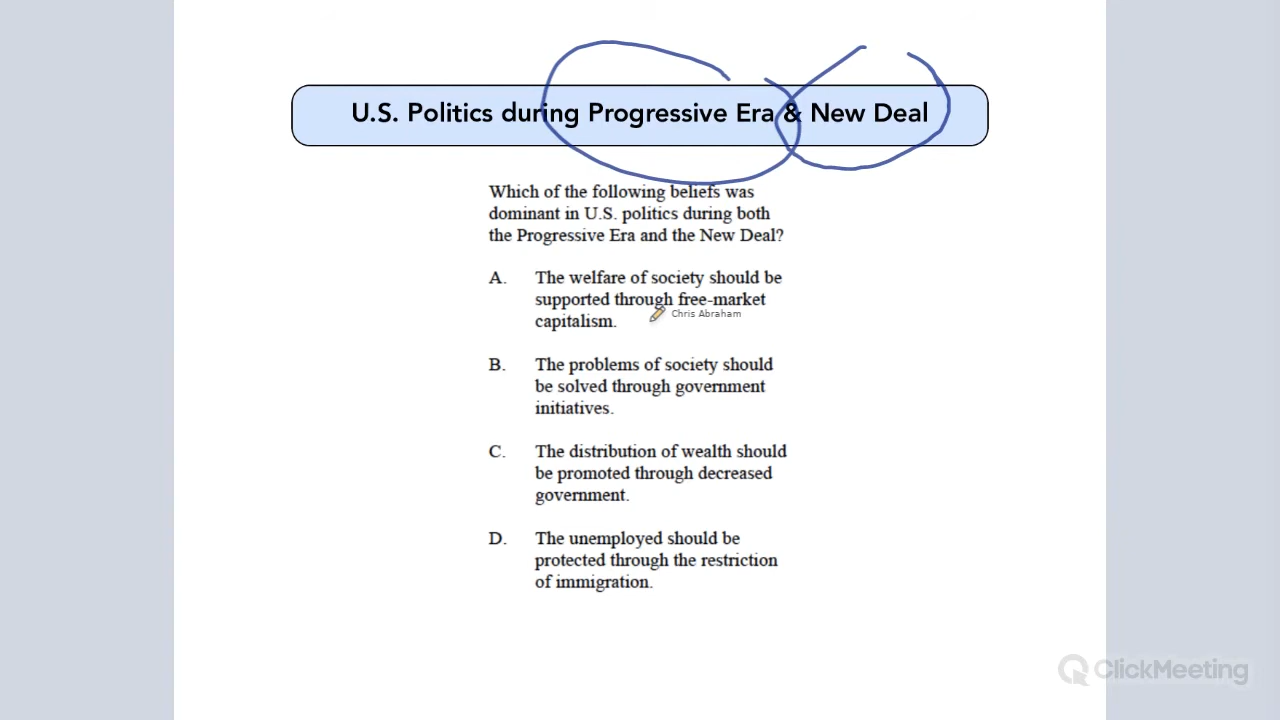 U.S. Politics during Progressive Era & New Deal
Which of the following beliefs was
dominant in U.S. politics during both
the Progressive Era and the New Deal?
A. The welfare of society should be
supported through free-market
capitalism.
Chris Abraham
B. The problems of society should
be solved through government
initiatives.
C. The distribution of wealth should
be promoted through decreased
government.
D. The unemployed should be
protected through the restriction
of immigration.
ClickMeeting